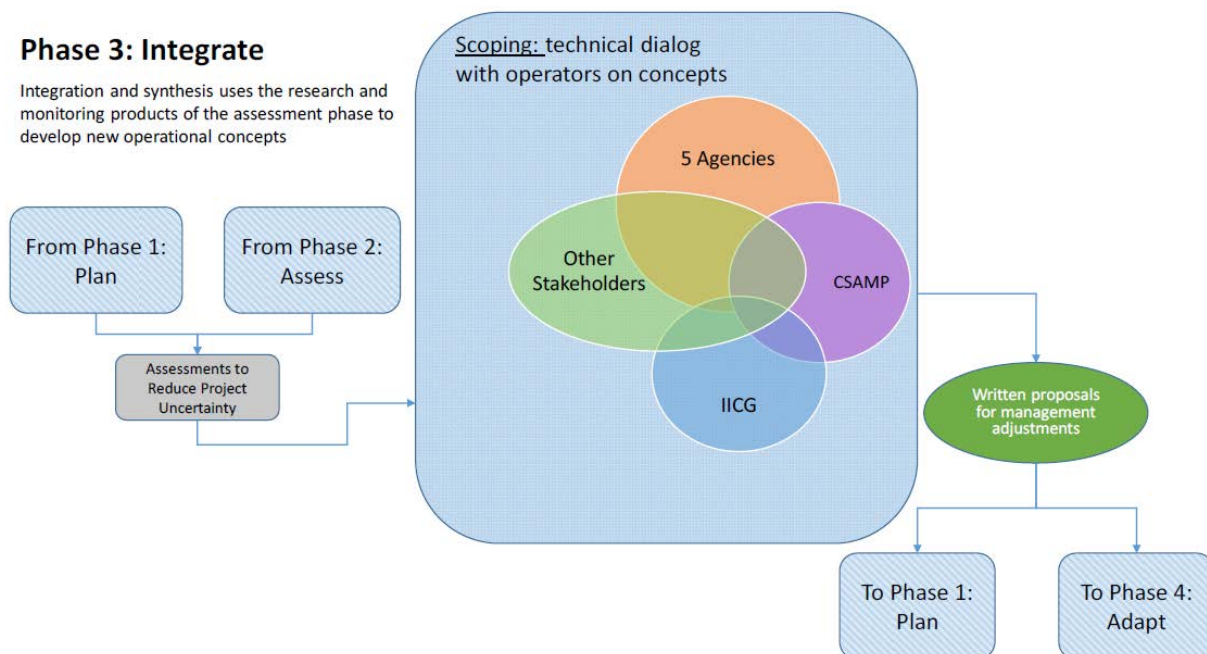 Phase 3: Integrate
Integration and synthesis uses the research and
monitoring products of the assessment phase to
develop new operational concepts
Scoping: technical dialog
with operators on concepts
5 Agencies
Other
Stakeholders
CSAMP
IICG
From Phase 1:
Plan
From Phase 2:
Assess
Assessments to
Reduce Project
Uncertainty
Written proposals
for management
adjustments
To Phase 1:
Plan
To Phase 4:
Adapt